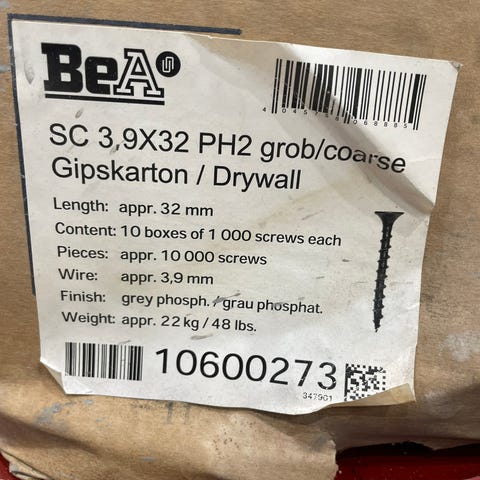 BeA
SC 3,9X32 PH2 grob/coarse
Gipskarton / Drywall
Length: appr. 32 mm
Content: 10 boxes of 1 000 screws each
Pieces: appr. 10 000 screws
Wire: appr. 3,9 mm
Finish: grey phosph. / grau phosphat.
Weight: appr. 22 kg / 48 lbs.
10600273
347901